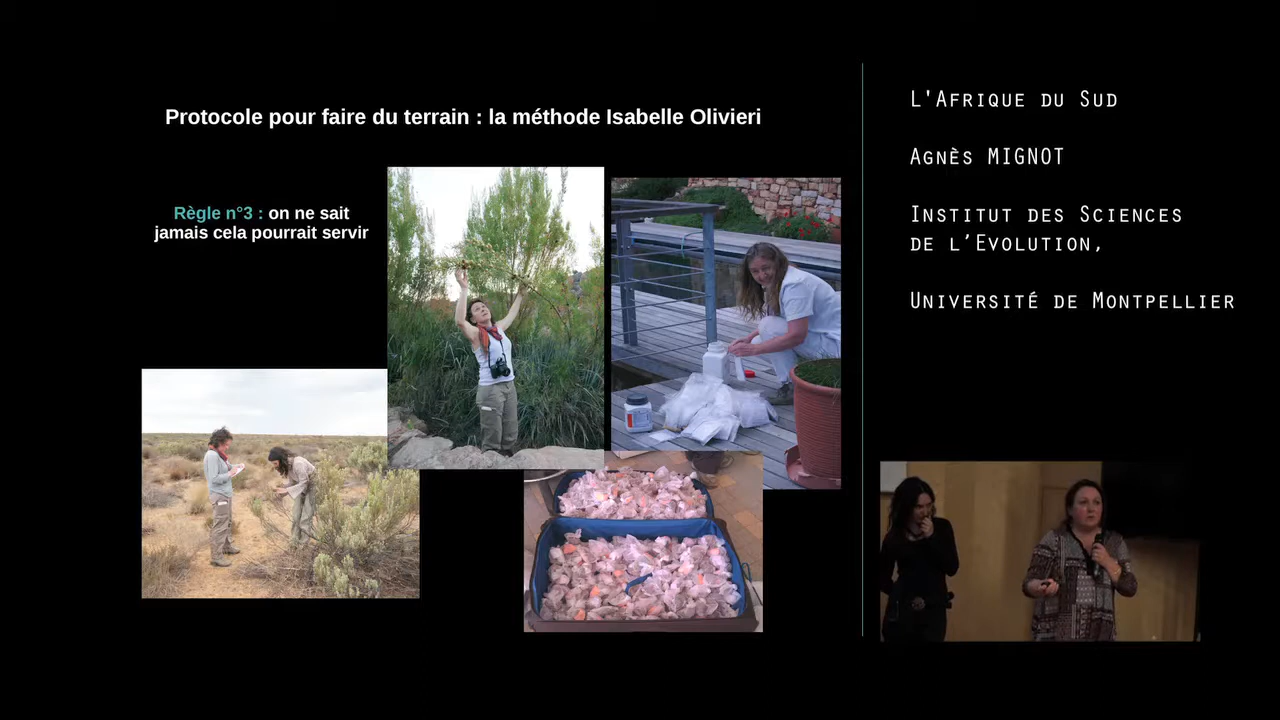 Protocole pour faire du terrain : la méthode Isabelle Olivieri
Règle n°3 : on ne sait
jamais cela pourrait servir
L'Afrique du Sud
Agnès MIGNOT
Institut des Sciences
de l’Evolution,
Université de Montpellier